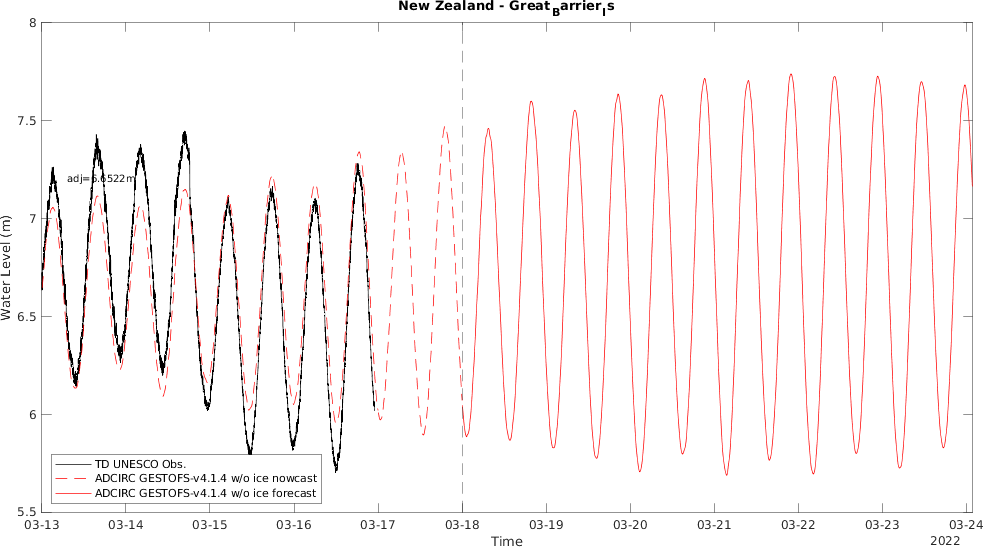 New Zealand - Great_Barrier_Is
8
7.5
7
6.5
6
5.5
Water Level (m)
adj=6.6522m
TD UNESCO Obs.
ADCIRC GESTOFS-v4.1.4 w/o ice nowcast
ADCIRC GESTOFS-v4.1.4 w/o ice forecast
03-13 03-14 03-15 03-16 03-17 03-18 03-19 03-20 03-21 03-22 03-23 03-24
Time
2022